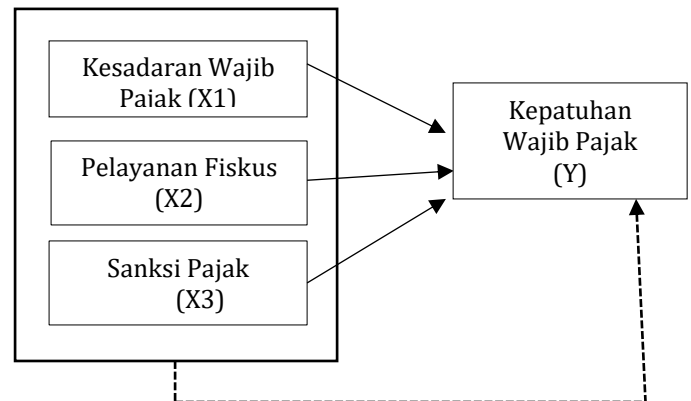 Kesadaran Wajib
Pajak (X1)
Pelayanan Fiskus
(X2)
Sanksi Pajak
(X3)
Kepatuhan
Wajib Pajak
(Y)